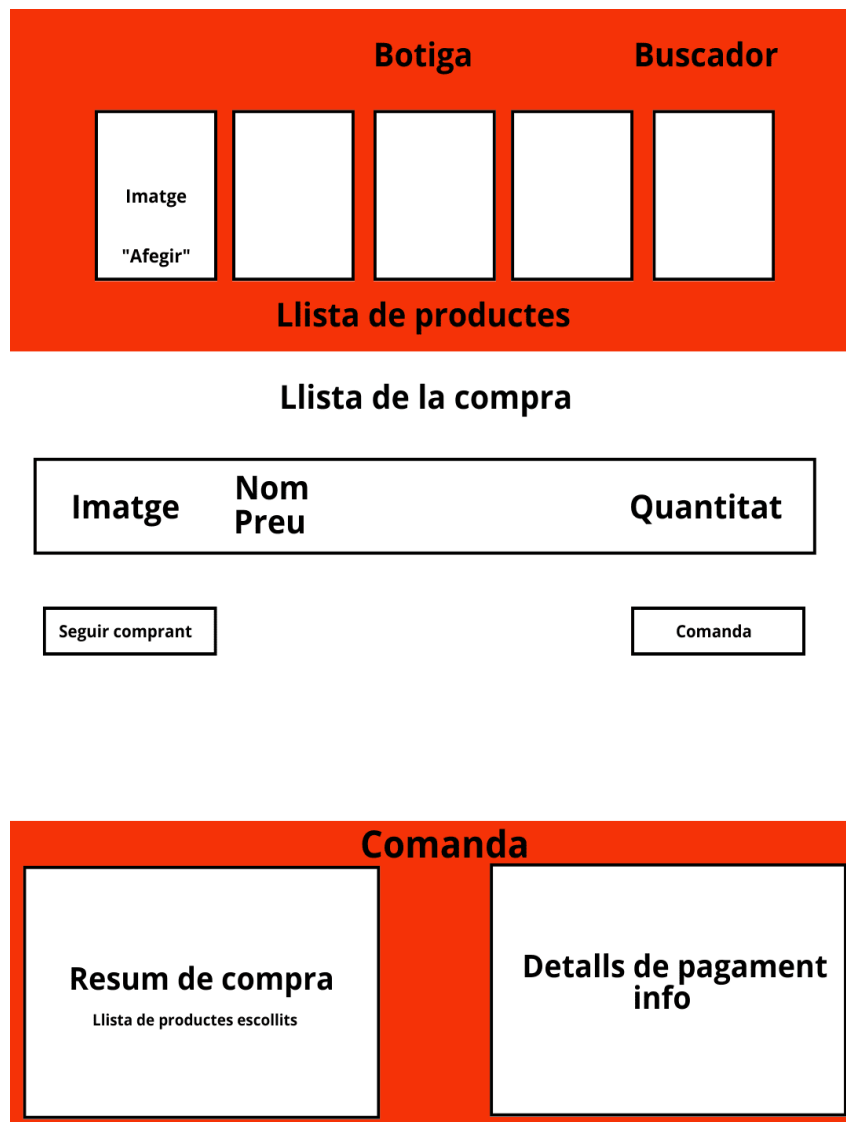 Botiga
Buscador
Imatge
"Afegir"
Llista de productes
Llista de la compra
Imatge
Nom
Preu
Quantitat
Seguir comprant
Comanda
Comanda
Resum de compra
Llista de productes escollits
Detalls de pagament
info